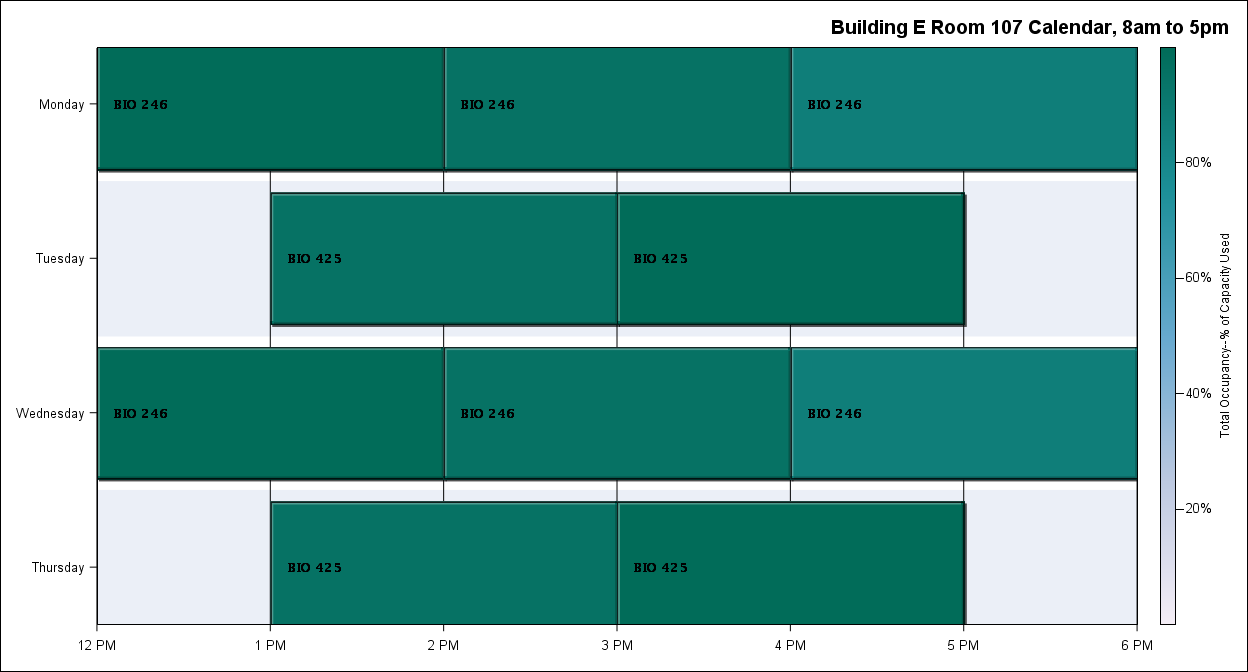 Building E Room 107 Calendar, 8am to 5pm
Monday
BIO 246
BIO 246
BIO 246
Tuesday
BIO 425
BIO 425
Wednesday
BIO 246
BIO 246
BIO 246
Thursday
BIO 425
BIO 425
12 PM
1 PM
2 PM
3 PM
4 PM
5 PM
6 PM
80%
60%
40%
20%
Total Occupancy--% of Capacity Used